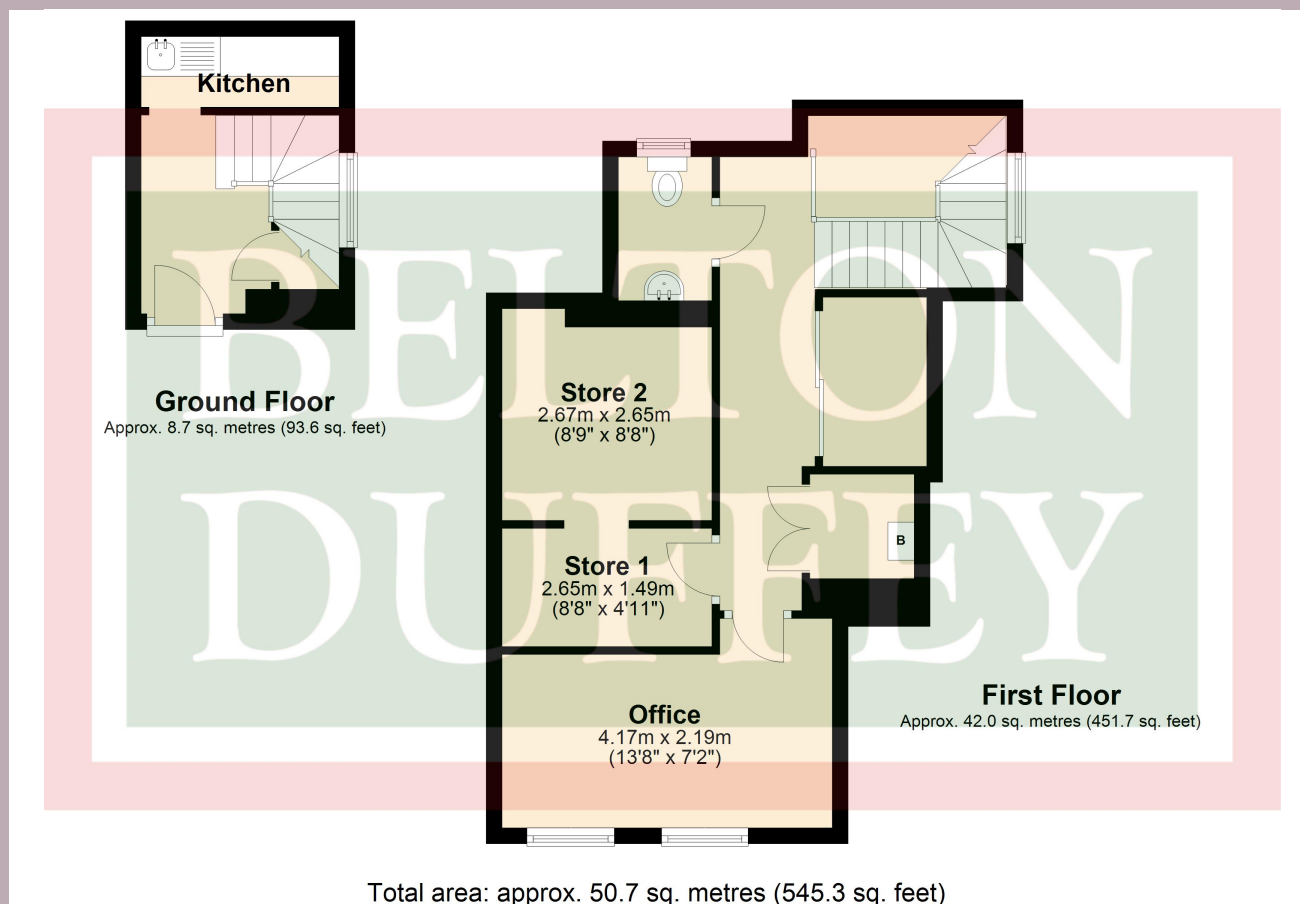 Kitchen
Ground Floor
Approx. 8.7 sq. metres (93.6 sq. feet)
BELTON
DUFFEY
Store 2
2.67m x 2.65m
(8'9" x 8'8")
Store 1
2.65m x 1.49m
(8'8" x 4'11")
B
Office
4.17m x 2.19m
(13'8" x 7'2")
First Floor
Approx. 42.0 sq. metres (451.7 sq. feet)
Total area: approx. 50.7 sq. metres (545.3 sq. feet)